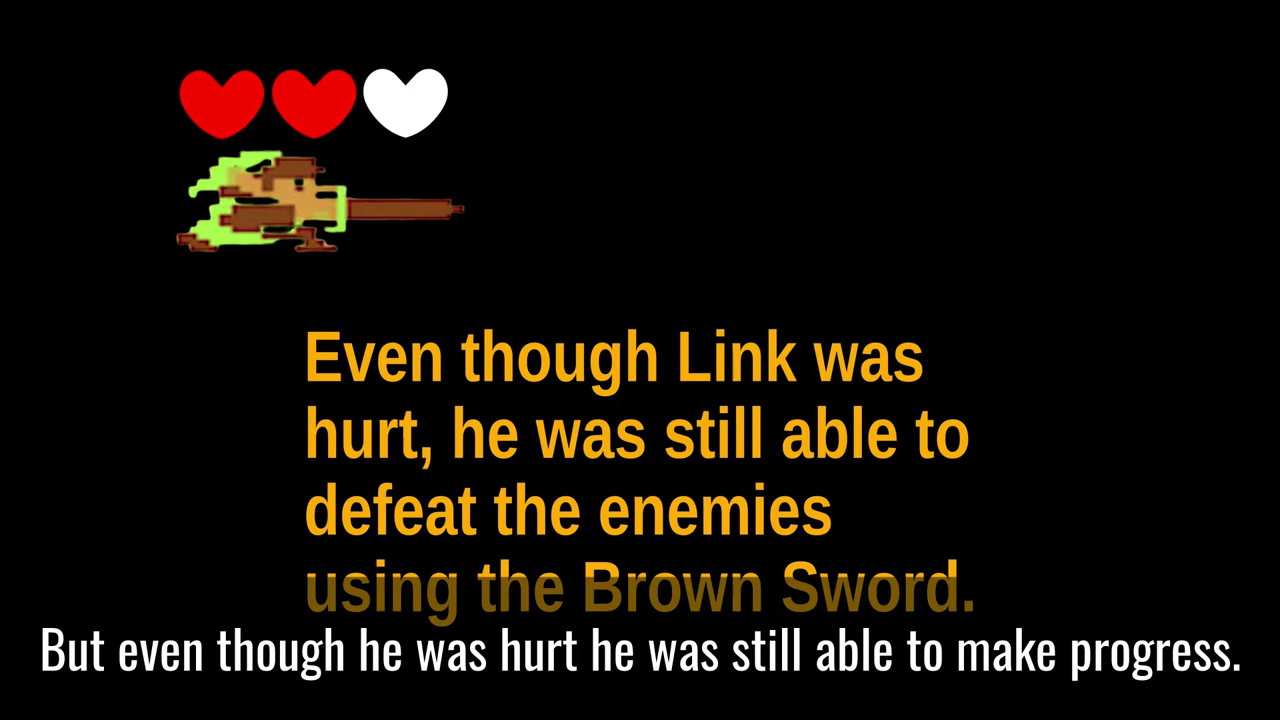 Even though Link was
hurt, he was still able to
defeat the enemies
using the Brown Sword.
But even though he was hurt he was still able to make progress.